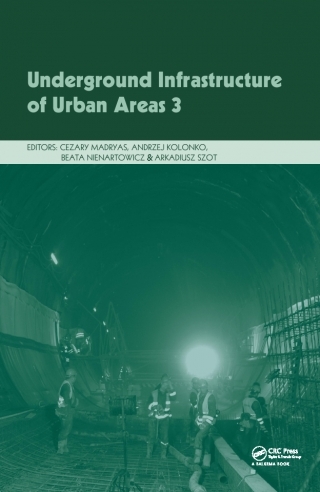 Underground Infrastructure
of Urban Areas 3
EDITORS: CEZARY MADRYAS, ANDRZEJ KOLONKO,
BEATA NIENARTOWICZ & ARKADIUSZ SZOT
CRC Press
Taylor & Francis Group
A BALKEMA BOOK